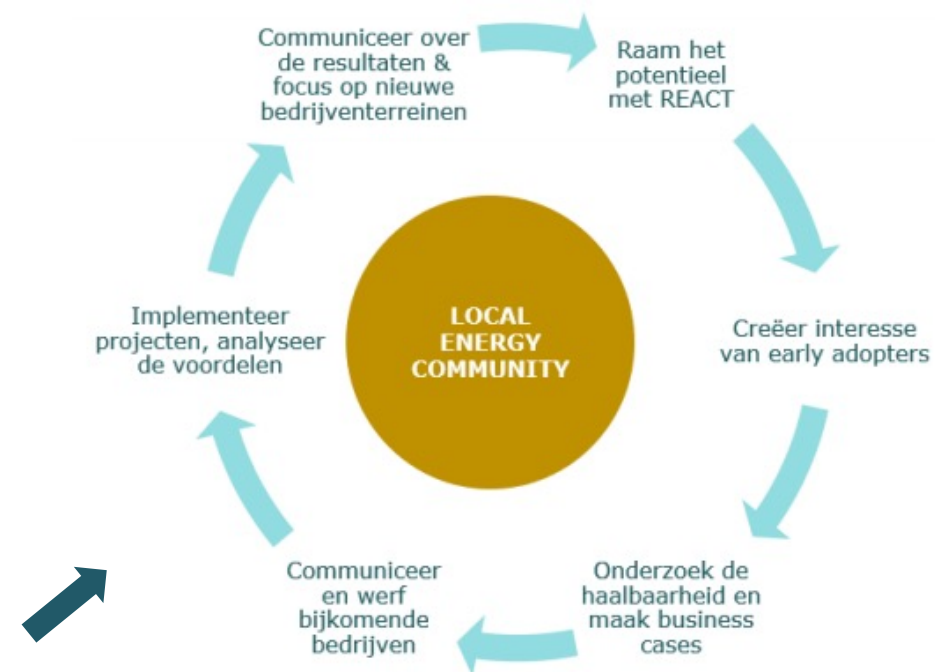 Communiceer over
de resultaten &
focus op nieuwe
bedrijventerreinen
Raam het
potentieel
met REACT
Creëer interesse
van early adopters
Onderzoek de
haalbaarheid en
maak business
cases
Communiceer
en werf
bijkomende
bedrijven
Implementeer
projecten, analyseer
de voordelen
LOCAL
ENERGY
COMMUNITY